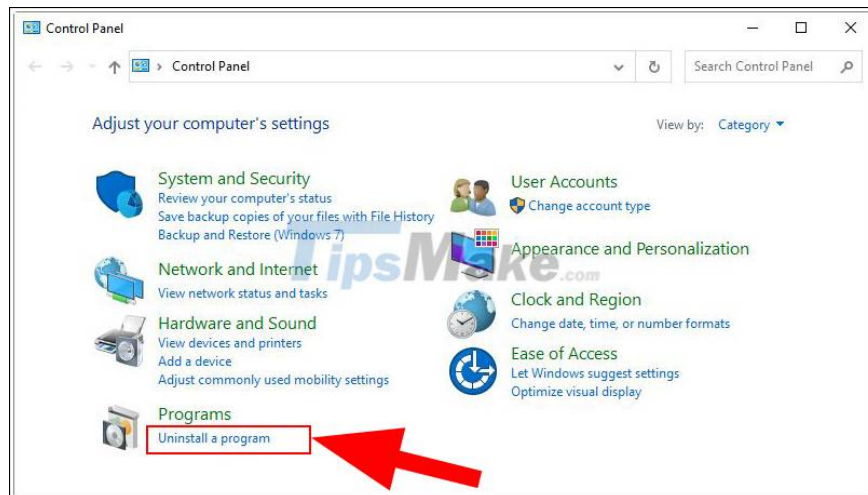 Control Panel
Control Panel
Search Control Panel
Adjust your computer's settings
View by: Category
System and Security
Review your computer's status
Save backup copies of your files with File History
Backup and Restore (Windows 7)
Network and Internet
View network status and tasks
Hardware and Sound
View devices and printers
Add a device
Adjust commonly used mobility settings
Programs
Uninstall a program
User Accounts
Change account type
Appearance and Personalization
Clock and Region
Change date, time, or number formats
Ease of Access
Let Windows suggest settings
Optimize visual display
TipsMake.com